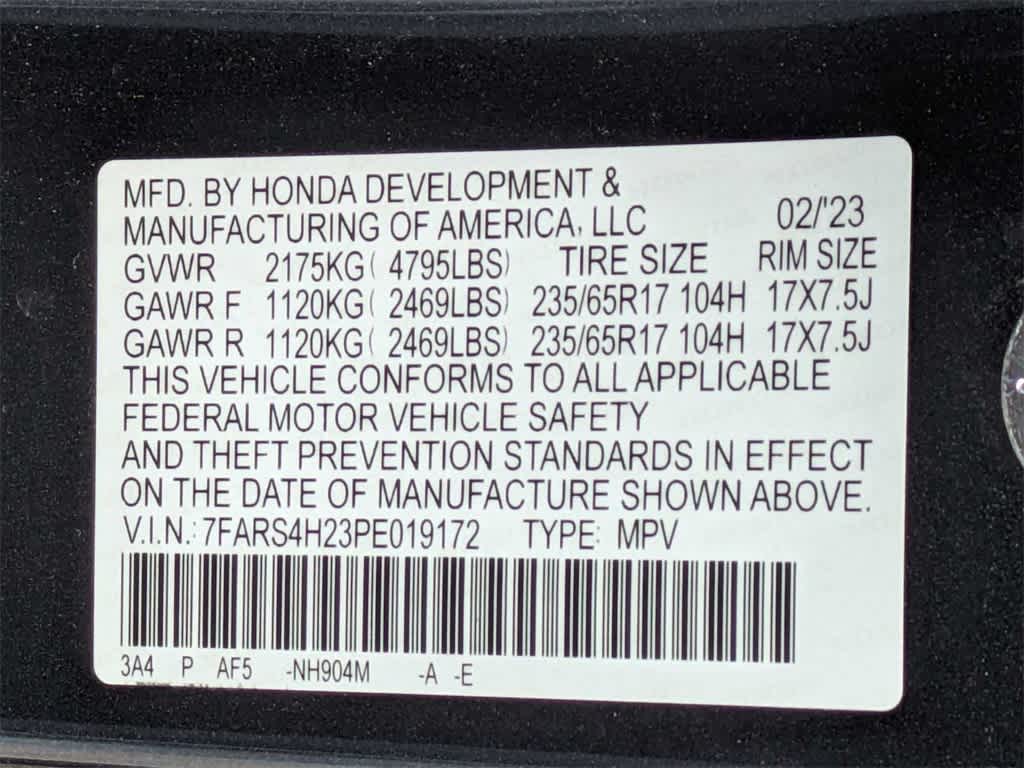 MFD. BY HONDA DEVELOPMENT &
MANUFACTURING OF AMERICA, LLC 02/'23
GVWR 2175KG( 4795LBS) TIRE SIZE RIM SIZE
GAWR F 1120KG( 2469LBS) 235/65R17 104H 17X7.5J
GAWR R 1120KG( 2469LBS) 235/65R17 104H 17X7.5J
THIS VEHICLE CONFORMS TO ALL APPLICABLE
FEDERAL MOTOR VEHICLE SAFETY
AND THEFT PREVENTION STANDARDS IN EFFECT
ON THE DATE OF MANUFACTURE SHOWN ABOVE.
V.I.N.: 7FARS4H23PE019172 TYPE: MPV
3A4 P AF5 -NH904M -A -E